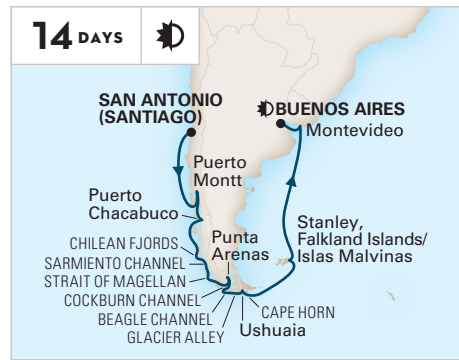 14 DAYS
SAN ANTONIO
(SANTIAGO)
BUENOS AIRES
Montevideo
Puerto
Montt
Puerto
Chacabuco
CHILEAN FJORDS
Punta
Arenas
Stanley,
Falkland Islands/
Islas Malvinas
SARMIENTO CHANNEL
STRAIT OF MAGELLAN
COCKBURN CHANNEL
BEAGLE CHANNEL
GLACIER ALLEY
CAPE HORN
Ushuaia